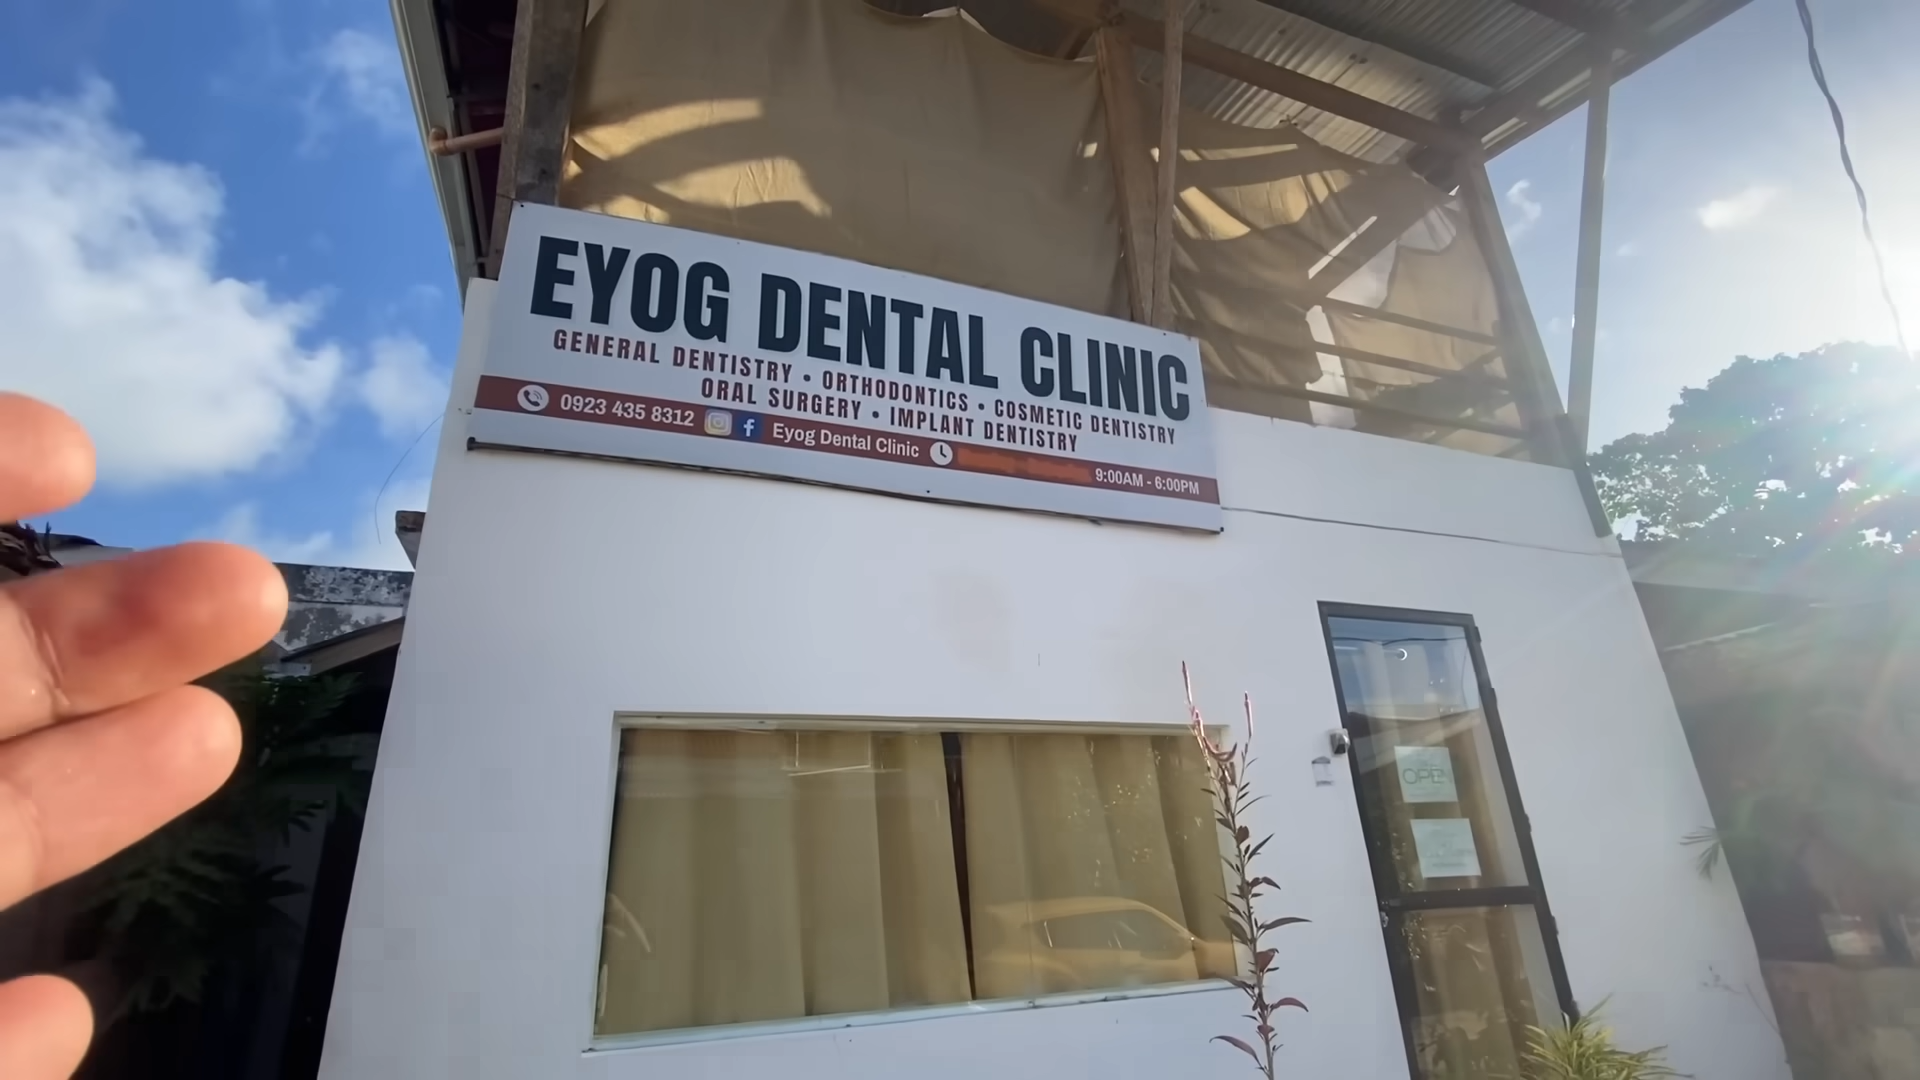 EYOG DENTAL CLINIC
GENERAL DENTISTRY • ORTHODONTICS • COSMETIC DENTISTRY
ORAL SURGERY • IMPLANT DENTISTRY
0923 435 8312 Eyog Dental Clinic 9:00AM - 6:00PM
OPEN